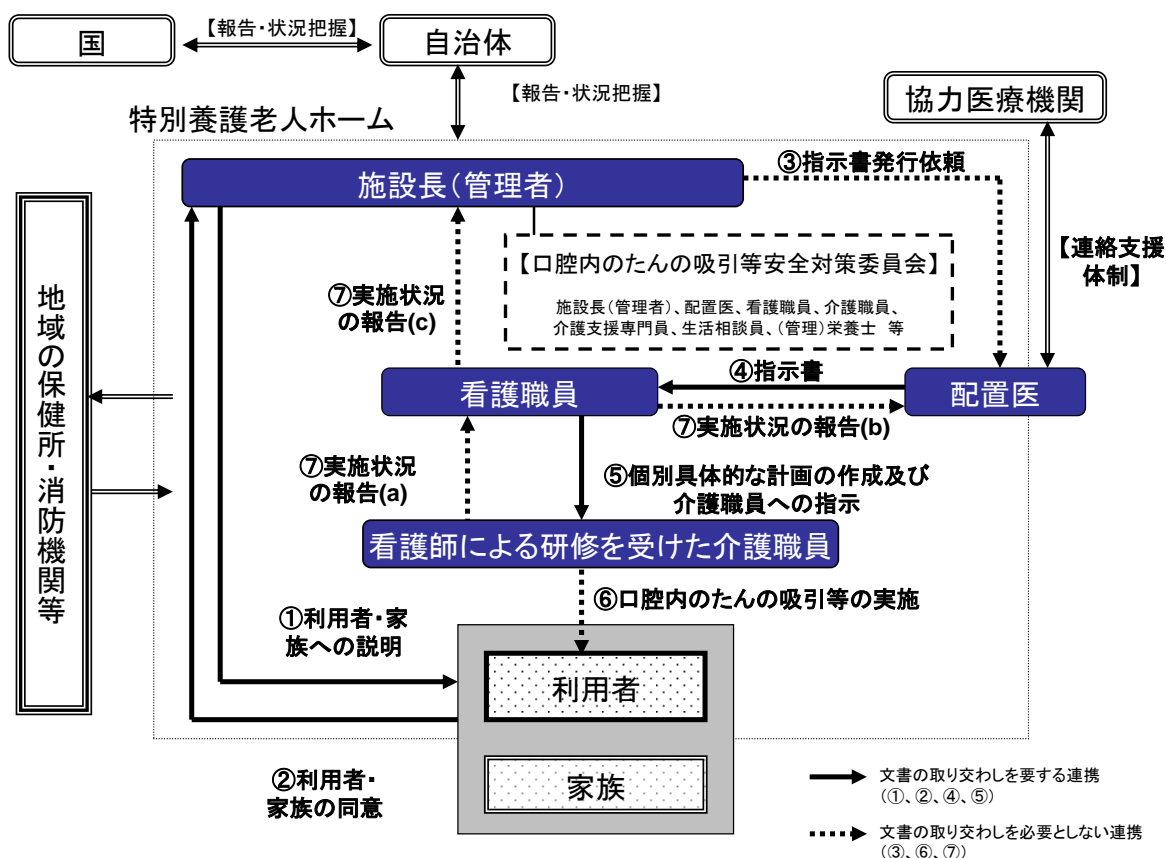 国
【報告・状況把握】
自治体
【報告・状況把握】
協力医療機関
特別養護老人ホーム
施設長(管理者)
③指示書発行依頼
【口腔内のたんの吸引等安全対策委員会】
施設長(管理者)、配置医、看護職員、介護職員、
介護支援専門員、生活相談員、(管理)栄養士 等
【連絡支援
体制】
地域の保健所・消防機関等
⑦実施状況
の報告(c)
④指示書
看護職員
配置医
⑦実施状況の報告(b)
⑦実施状況
の報告(a)
⑤個別具体的な計画の作成及び
介護職員への指示
看護師による研修を受けた介護職員
⑥口腔内のたんの吸引等の実施
①利用者・家
族への説明
利用者
②利用者・
家族の同意
家族
文書の取り交わしを要する連携
(①、②、④、⑤)
文書の取り交わしを必要としない連携
(③、⑥、⑦)